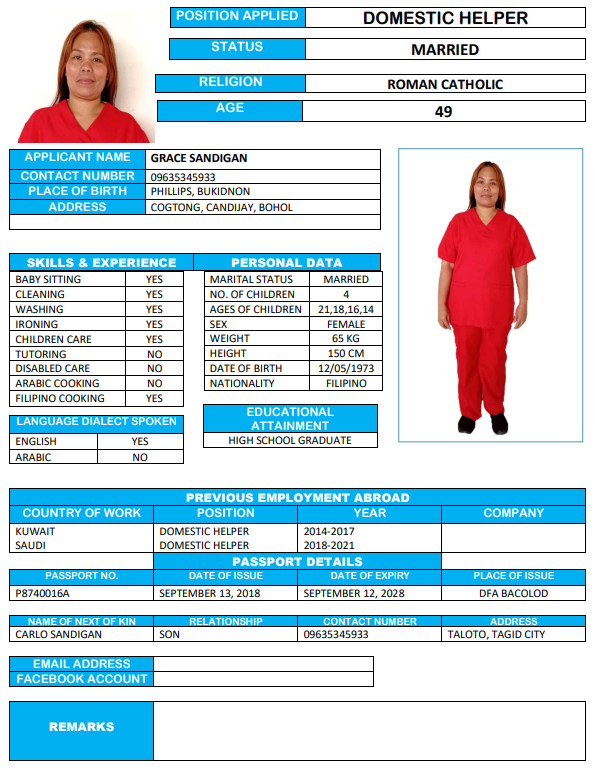 POSITION APPLIED DOMESTIC HELPER
STATUS MARRIED
RELIGION ROMAN CATHOLIC
AGE 49
APPLICANT NAME GRACE SANDIGAN
CONTACT NUMBER 09635345933
PLACE OF BIRTH PHILLIPS, BUKIDNON
ADDRESS COGTONG, CANDIJAY, BOHOL
SKILLS & EXPERIENCE PERSONAL DATA
BABY SITTING YES MARITAL STATUS MARRIED
CLEANING YES NO. OF CHILDREN 4
WASHING YES AGES OF CHILDREN 21,18,16,14
IRONING YES SEX FEMALE
CHILDREN CARE YES WEIGHT 65 KG
TUTORING NO HEIGHT 150 CM
DISABLED CARE NO DATE OF BIRTH 12/05/1973
ARABIC COOKING NO NATIONALITY FILIPINO
FILIPINO COOKING YES
LANGUAGE DIALECT SPOKEN
ENGLISH YES
ARABIC NO
EDUCATIONAL
ATTAINMENT
HIGH SCHOOL GRADUATE
PREVIOUS EMPLOYMENT ABROAD
COUNTRY OF WORK POSITION YEAR COMPANY
KUWAIT DOMESTIC HELPER 2014-2017
SAUDI DOMESTIC HELPER 2018-2021
PASSPORT DETAILS
PASSPORT NO. DATE OF ISSUE DATE OF EXPIRY PLACE OF ISSUE
P8740016A SEPTEMBER 13, 2018 SEPTEMBER 12, 2028 DFA BACOLOD
NAME OF NEXT OF KIN RELATIONSHIP CONTACT NUMBER ADDRESS
CARLO SANDIGAN SON 09635345933 TALOTO, TAGID CITY
EMAIL ADDRESS
FACEBOOK ACCOUNT
REMARKS